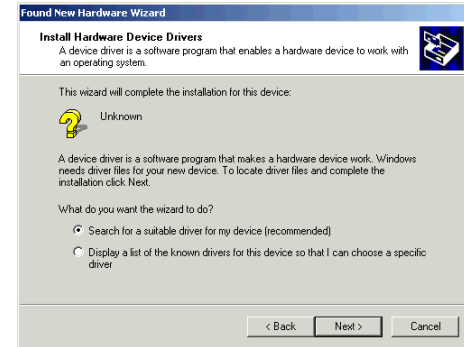 Found New Hardware Wizard
Install Hardware Device Drivers
A device driver is a software program that enables a hardware device to work with
an operating system.
This wizard will complete the installation for this device:
Unknown
A device driver is a software program that makes a hardware device work. Windows
needs driver files for your new device. To locate driver files and complete the
installation click Next.
What do you want the wizard to do?
Search for a suitable driver for my device (recommended)
Display a list of the known drivers for this device so that I can choose a specific
driver
< Back Next > Cancel